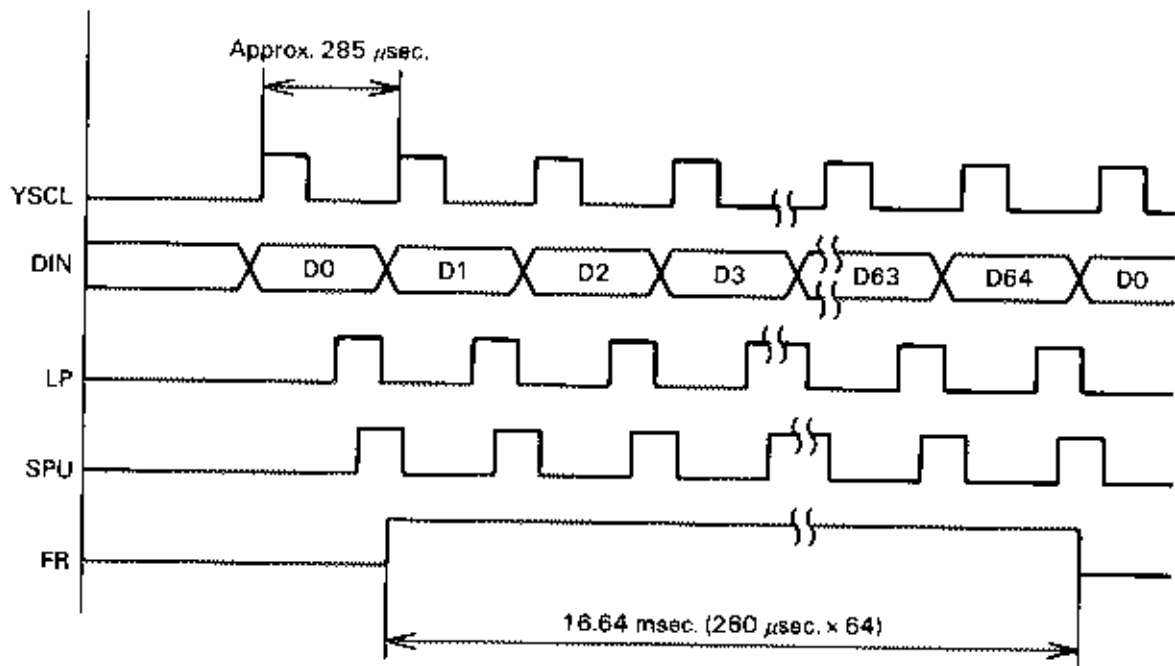 Approx. 285 μsec.
YSCL
DIN D0 D1 D2 D3 D63 D64 D0
LP
SPU
FR
16.64 msec. (260 μsec. × 64)